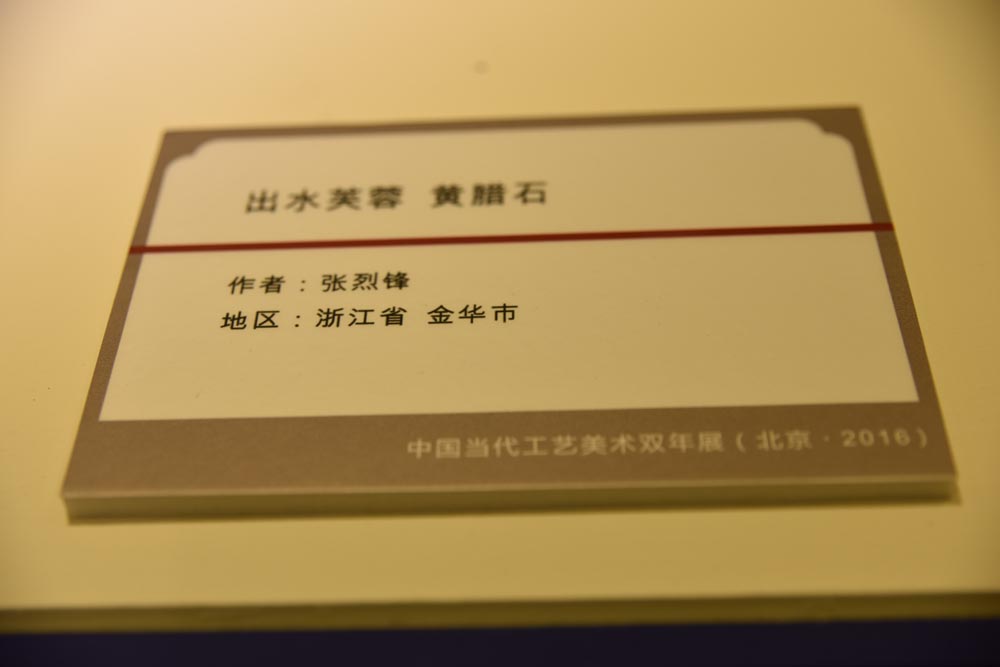 出水芙蓉 黄腊石
作者：张烈锋
地区：浙江省 金华市
中国当代工艺美术双年展（北京·2016）